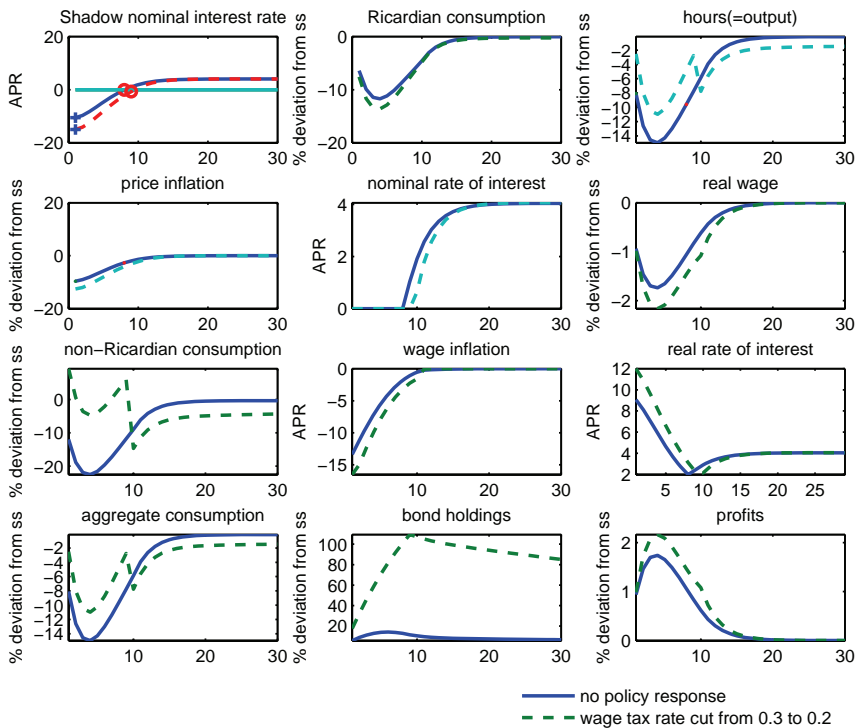 Shadow nominal interest rate
20
0
−20
0 10 20 30
APR
Ricardian consumption
0
−10
−20
10 20 30
% deviation from ss
hours(=output)
−2
−4
−6
−8
−10
−12
−14
10 20 30
% deviation from ss
price inflation
20
0
−20
0 10 20 30
% deviation from ss
nominal rate of interest
4
2
0
10 20 30
APR
real wage
0
−1
−2
10 20 30
% deviation from ss
non−Ricardian consumption
0
−10
−20
10 20 30
% deviation from ss
wage inflation
0
−5
−10
−15
10 20 30
APR
real rate of interest
12
10
8
6
4
2
5 10 15 20 25
APR
aggregate consumption
−2
−4
−6
−8
−10
−12
−14
10 20 30
% deviation from ss
bond holdings
100
80
60
40
20
10 20 30
% deviation from ss
profits
2
1
0
10 20 30
% deviation from ss
no policy response
wage tax rate cut from 0.3 to 0.2